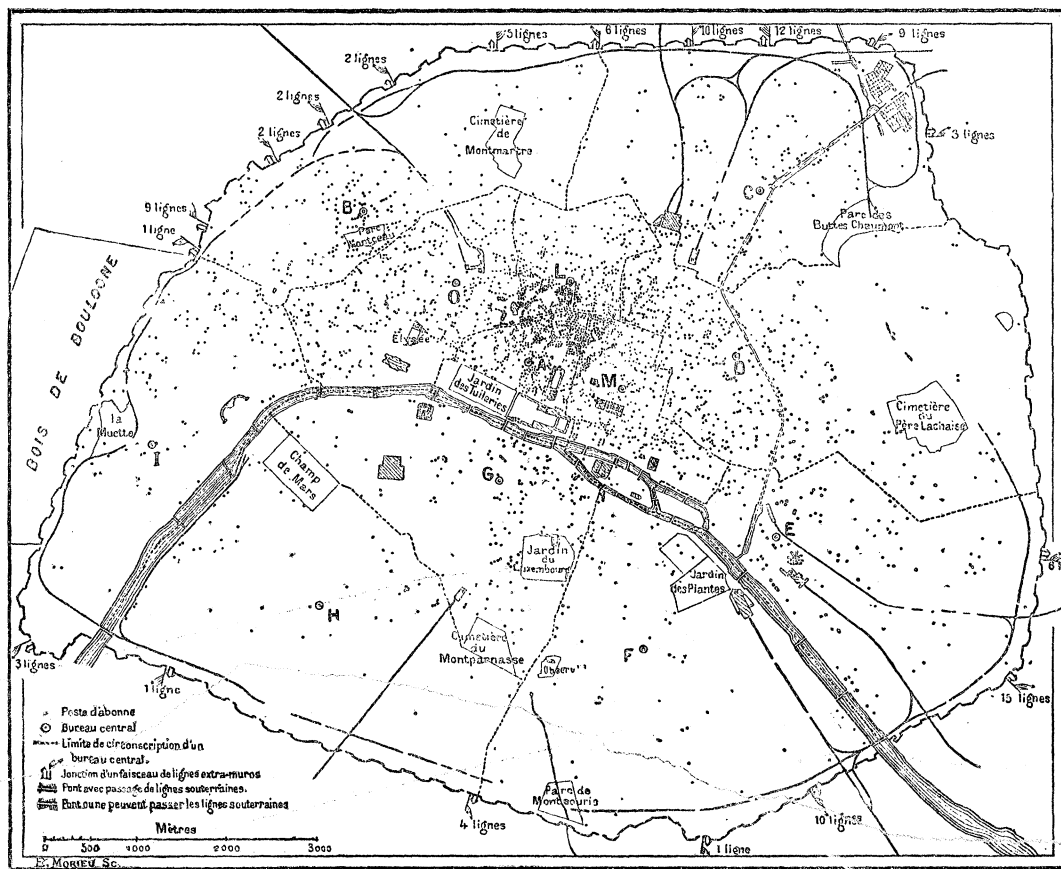 5 lignes
6 lignes
10 lignes
12 lignes
9 lignes
2 lignes
2 lignes
2 lignes
3 lignes
Cimetière
de
Montmartre
C
9 lignes
1 ligne
B
Parc
Monceau
Parc des
Buttes Chaumont
BOIS DE BOULOGNE
L
Elysée
A
M
Jardin
des Tuileries
Cimetière
du
Père Lachaise
la
Muette
I
Champ
de Mars
G
E
Jardin
du
Luxembourg
Jardin
des Plantes
H
Cimetière
du
Montparnasse
F
3 lignes
1 ligne
15 lignes
Poste d'abonne
Bureau central
Limite de circonscription d'un
bureau central.
Jonction d'un faisceau de lignes extra-muros
Pont avec passage de lignes souterraines.
Pont ou ne peuvent passer les lignes souterraines
Parc de
Montsouris
4 lignes
10 lignes
1 ligne
Mètres
0 500 1000 2000 3000
E. MORIEU Sc.